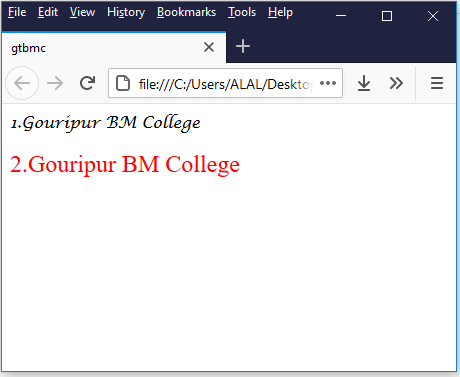 File Edit View History Bookmarks Tools Help
gtbmc
file:///C:/Users/ALAL/Deskto
1.Gouripur BM College
2.Gouripur BM College